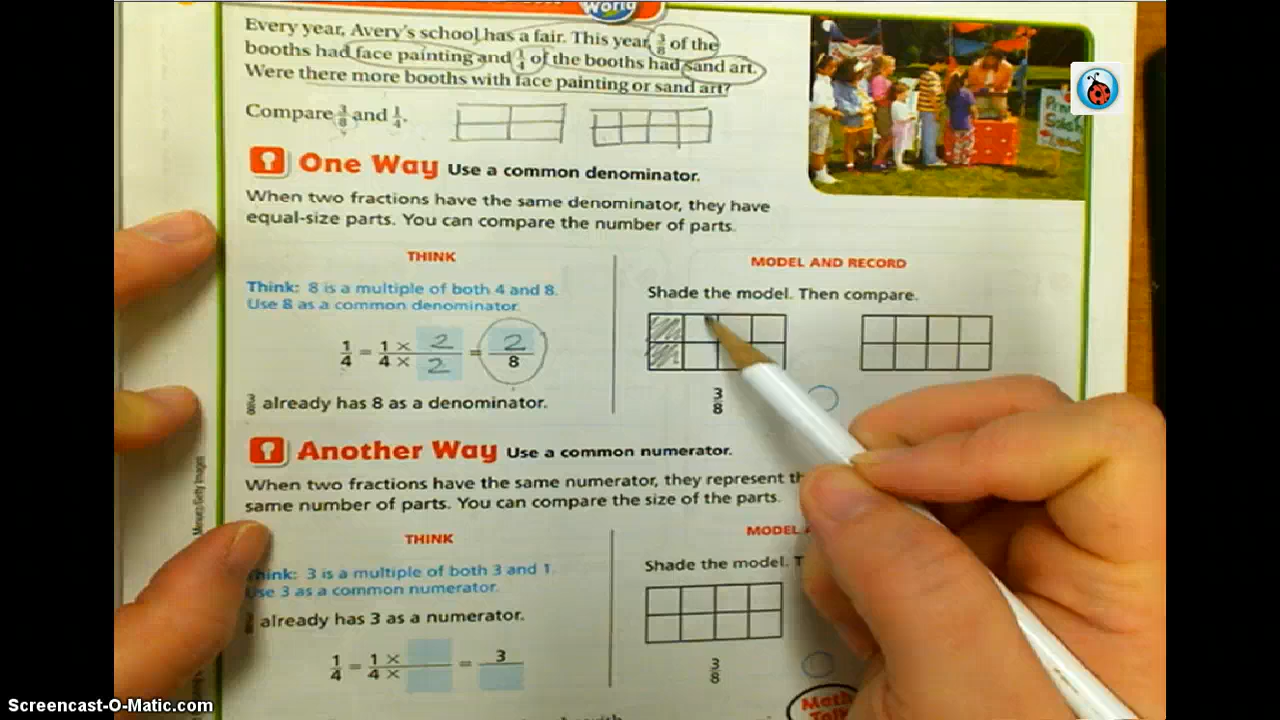 World
Every year, Avery's school has a fair. This year, 3/8 of the
booths had face painting and 1/4 of the booths had sand art.
Were there more booths with face painting or sand art?
Compare 3/8 and 1/4.
One Way Use a common denominator.
When two fractions have the same denominator, they have
equal-size parts. You can compare the number of parts.
THINK
Think: 8 is a multiple of both 4 and 8.
Use 8 as a common denominator.
1/4 = 1 × 2 / 4 × 2 = 2/8
3/8 already has 8 as a denominator.
MODEL AND RECORD
Shade the model. Then compare.
3/8
Another Way Use a common numerator.
When two fractions have the same numerator, they represent th
same number of parts. You can compare the size of the parts.
THINK
Think: 3 is a multiple of both 3 and 1.
Use 3 as a common numerator.
3/8 already has 3 as a numerator.
1/4 = 1 × / 4 × = 3
MODEL
Shade the model. T
3/8
Math
Talk
Screencast-O-Matic.com